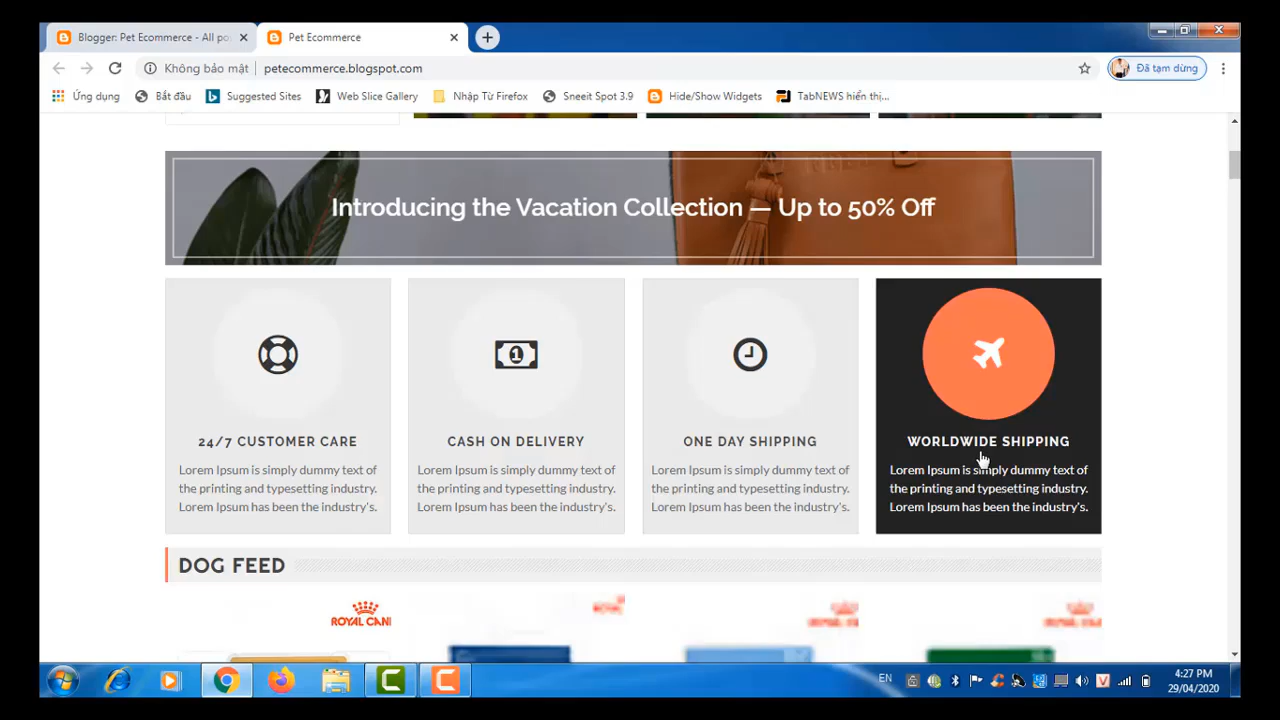 Blogger: Pet Ecommerce - All po
Pet Ecommerce
Không bảo mật
petecommerce.blogspot.com
Đã tạm dừng
Ứng dụng
Bắt đầu
Suggested Sites
Web Slice Gallery
Nhập Từ Firefox
Sneeit Spot 3.9
Hide/Show Widgets
TabNEWS hiển thị...
Introducing the Vacation Collection — Up to 50% Off
24/7 CUSTOMER CARE
Lorem Ipsum is simply dummy text of
the printing and typesetting industry.
Lorem Ipsum has been the industry's.
CASH ON DELIVERY
Lorem Ipsum is simply dummy text of
the printing and typesetting industry.
Lorem Ipsum has been the industry's.
ONE DAY SHIPPING
Lorem Ipsum is simply dummy text of
the printing and typesetting industry.
Lorem Ipsum has been the industry's.
WORLDWIDE SHIPPING
Lorem Ipsum is simply dummy text of
the printing and typesetting industry.
Lorem Ipsum has been the industry's.
DOG FEED
ROYAL CANI
EN
4:27 PM
29/04/2020